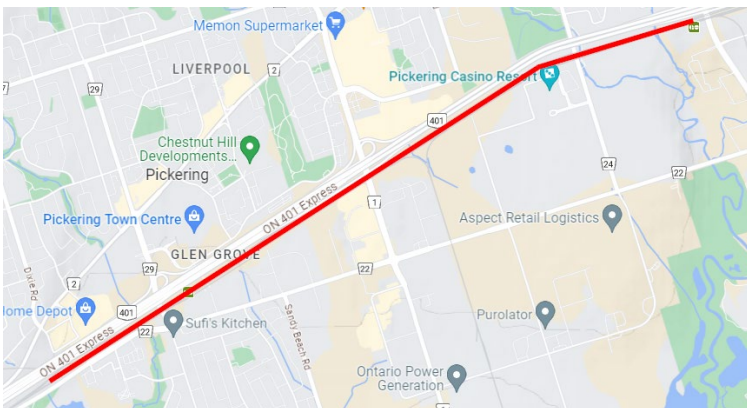 Memon Supermarket
LIVERPOOL
2
7
29
Pickering Casino Resort
401
Chestnut Hill
Developments...
Pickering
24
22
1
Pickering Town Centre
ON 401 Express
Aspect Retail Logistics
GLEN GROVE
29
22
Dixie Rd
2
Home Depot
401
Sufi's Kitchen
22
Sandy Beach Rd
Purolator
ON 401 Express
Ontario Power
Generation